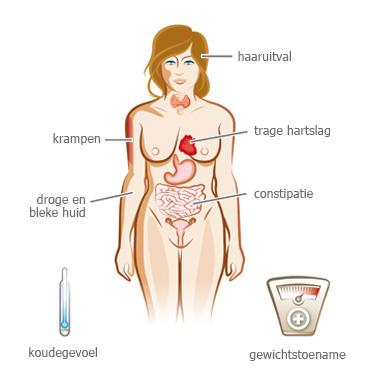 haaruitval
trage hartslag
krampen
droge en
bleke huid
constipatie
koudegevoel
gewichtstoename